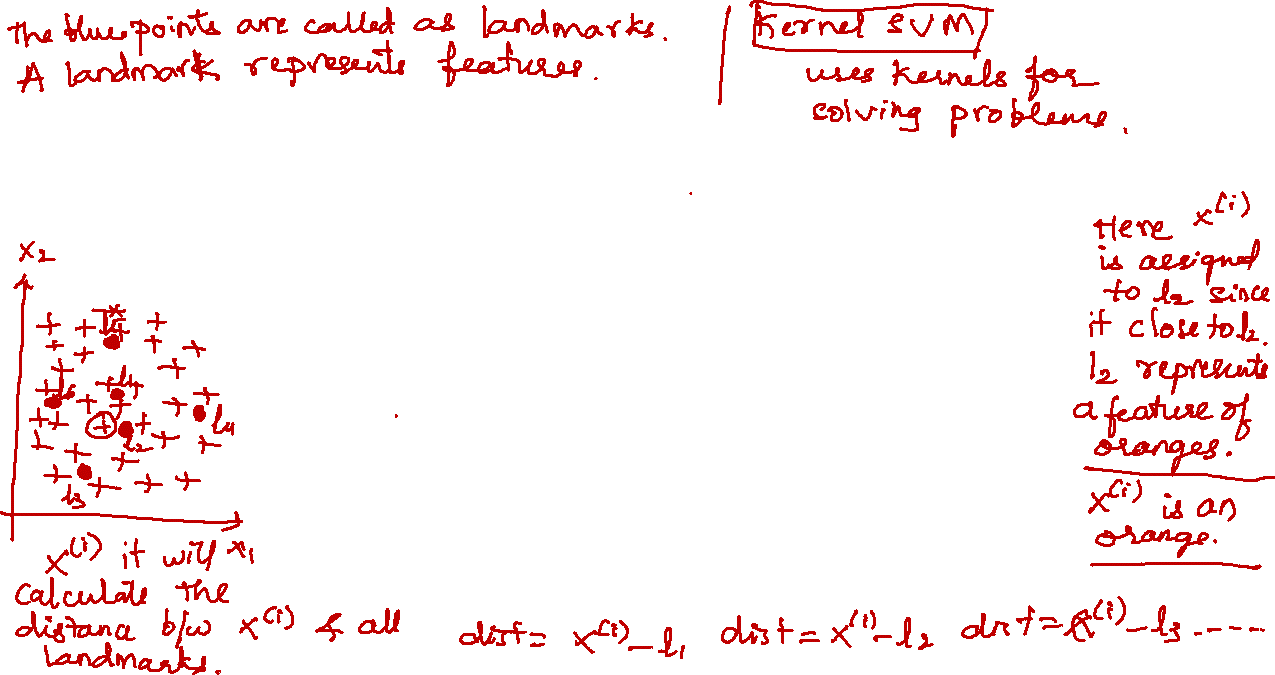 The blue points are called as landmarks.
A landmark represents features.
Kernel SVM
uses kernels for
solving problems.
Here x(i)
is assigned
to l2 since
it close to l2.
l2 represents
a feature of
oranges.
x(i) is an
orange.
x2
l4
l4
l2
l3
x1
x(i) it will
calculate the
distance b/w x(i) & all
landmarks.
dist = x(i) - l1
dist = x(i) - l2
dist = x(i) - l3 -----